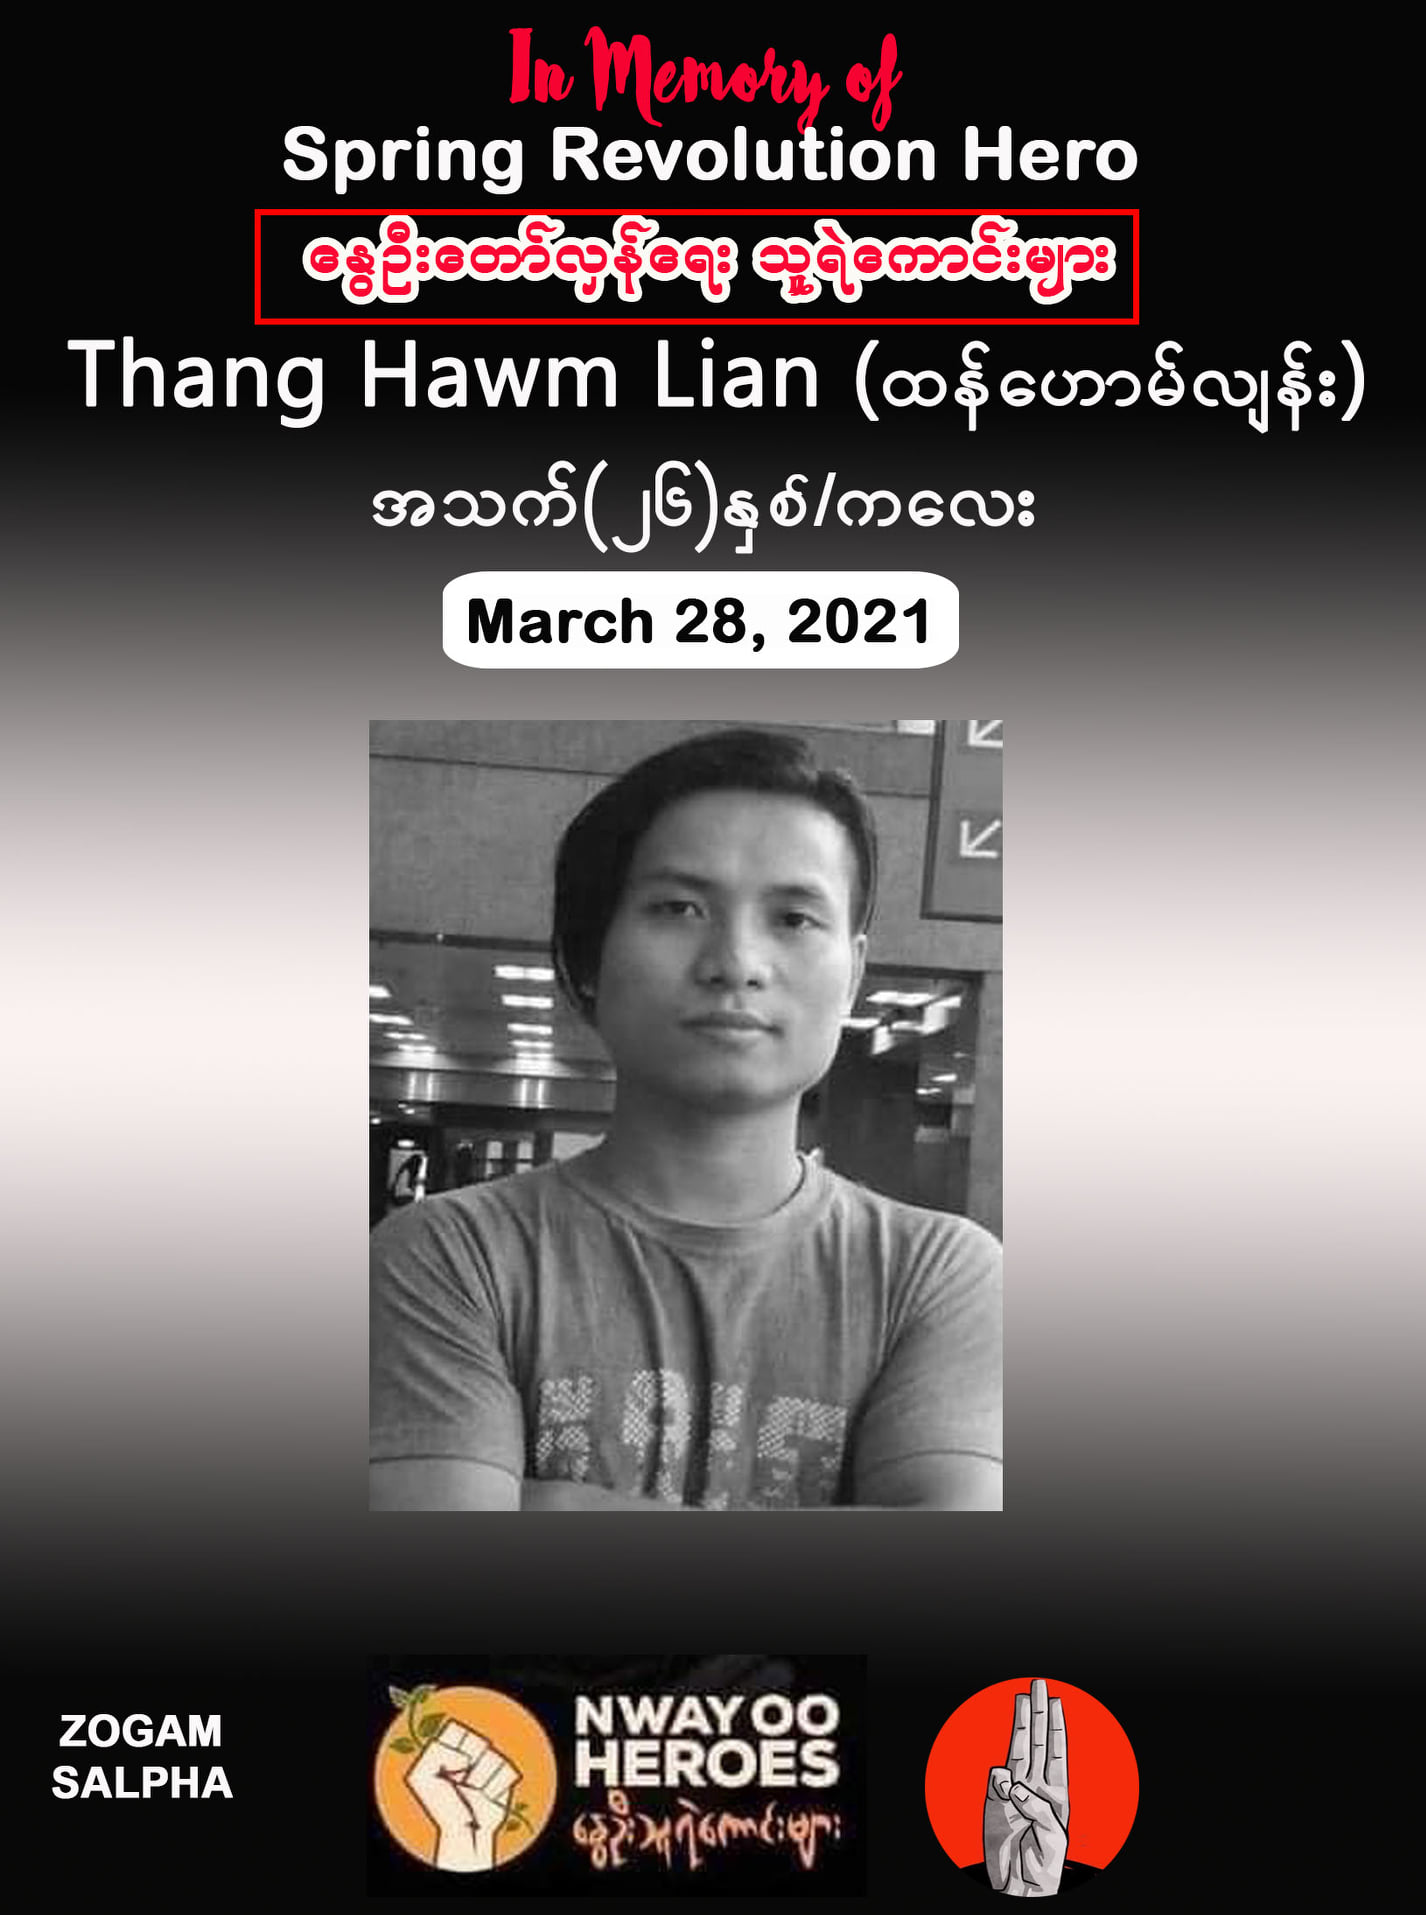 In Memory of
Spring Revolution Hero
နွေဦးတော်လှန်ရေး သူရဲကောင်းများ
Thang Hawm Lian (ထန်ဟောမ်လျန်း)
အသက်(၂၆)နှစ်/ကလေး
March 28, 2021
ZOGAM
SALPHA
NWAY OO
HEROES
နွေဦးသူရဲကောင်းများ